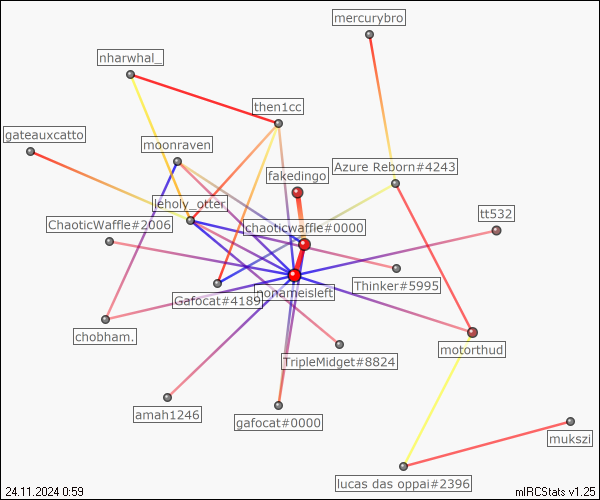 mercurybro
nharwhal_
then1cc
gateauxcatto
moonraven
Azure Reborn#4243
fakedingo
leholy_otter
tt532
ChaoticWaffle#2006
chaoticwaffle#0000
Thinker#5995
nonameisleft
Gafocat#4189
chobham.
motorthud
TripleMidget#8824
amah1246
gafocat#0000
mukszi
lucas das oppai#2396
24.11.2024 0:59
mIRCStats v1.25